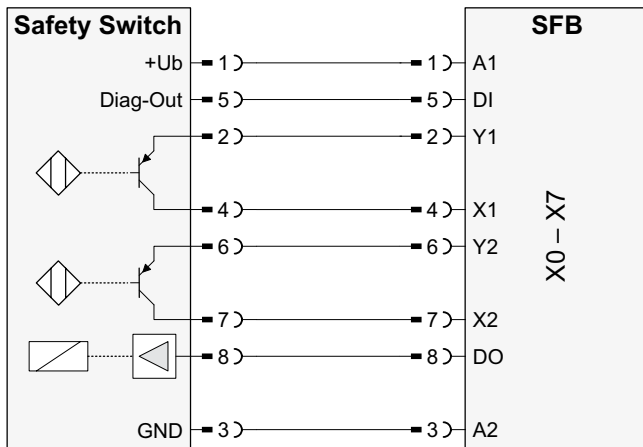 Safety Switch SFB
+Ub 1 1 A1
Diag-Out 5 5 DI
2 2 Y1
4 4 X1
6 6 Y2
7 7 X2
8 8 DO
GND 3 3 A2
X0 – X7